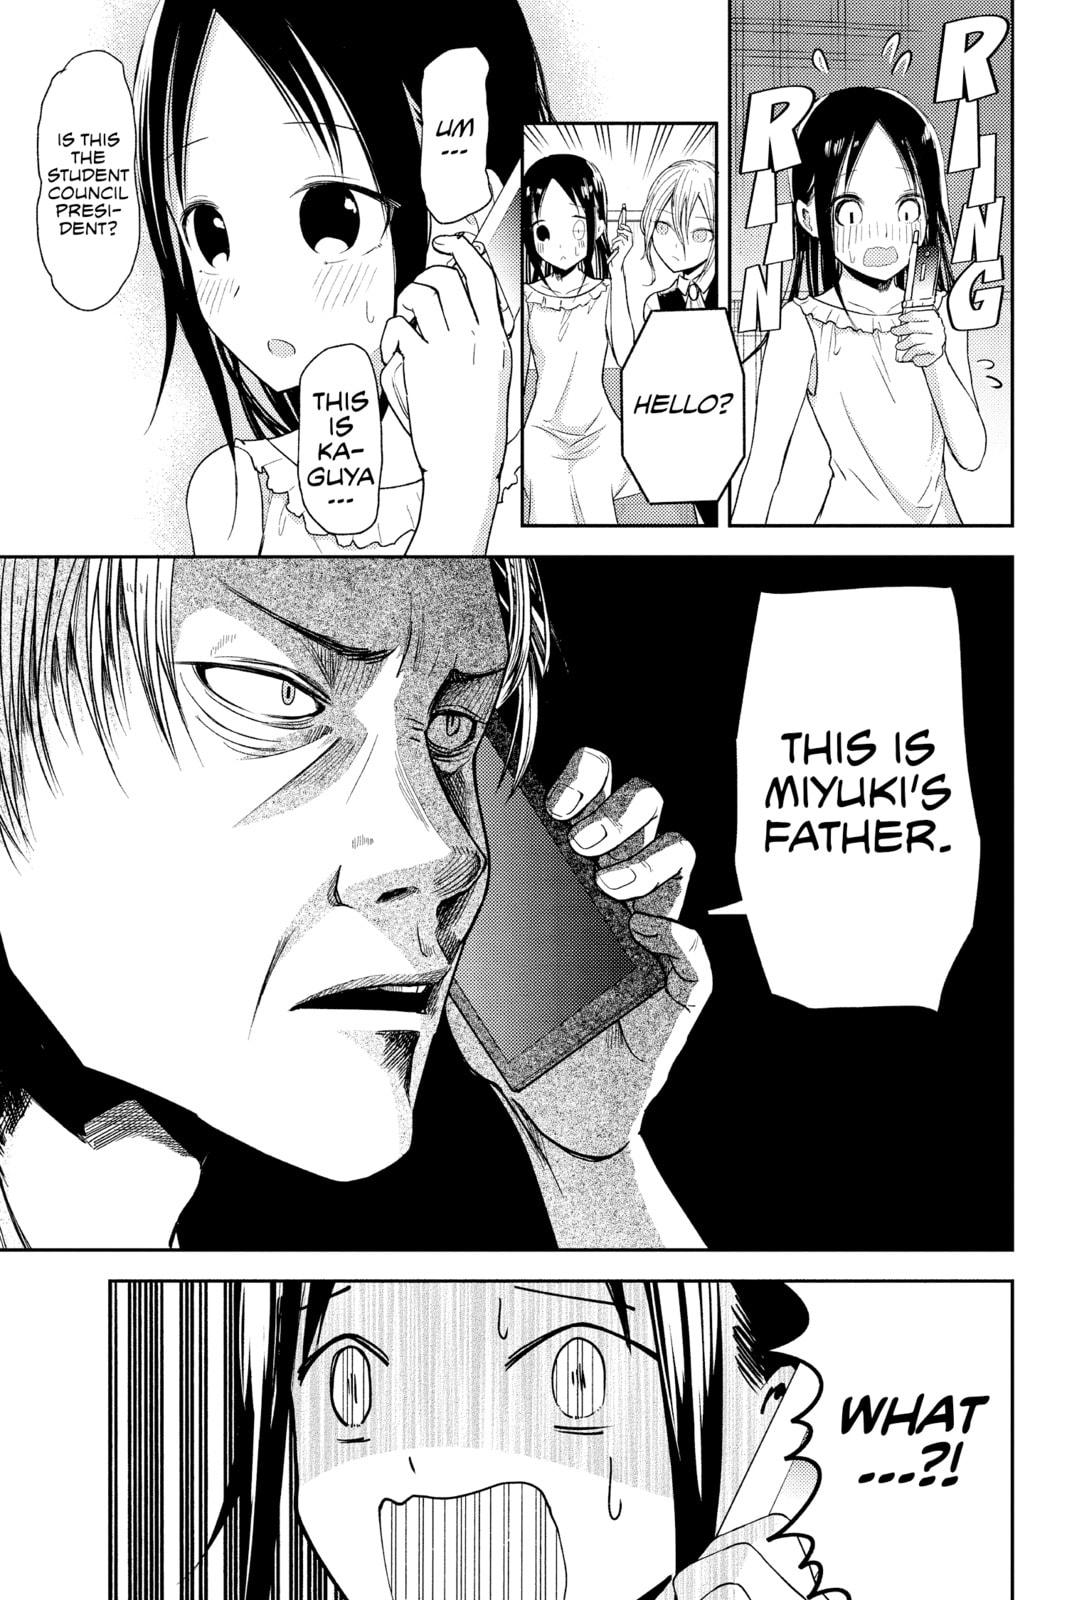 RING
RING
HELLO?
UM
---
THIS
IS
KA-
GUYA
---
IS THIS
THE
STUDENT
COUNCIL
PRESI-
DENT?
THIS IS
MIYUKI'S
FATHER.
WHAT
----?!